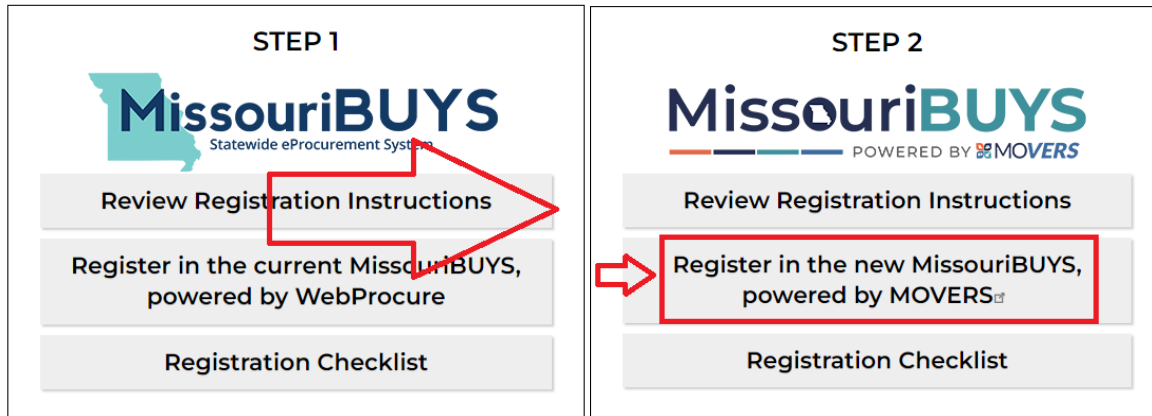 STEP 1
MissouriBUYS
Statewide eProcurement System
Review Registration Instructions
Register in the current MissouriBUYS,
powered by WebProcure
Registration Checklist
STEP 2
MissouriBUYS
POWERED BY MOVERS
Review Registration Instructions
Register in the new MissouriBUYS,
powered by MOVERS
Registration Checklist